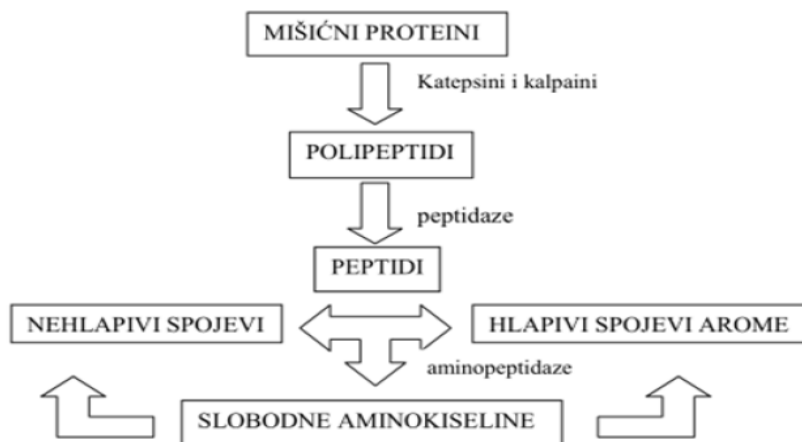 MIŠIĆNI PROTEINI
Katepsini i kalpaini
POLIPEPTIDI
peptidaze
PEPTIDI
NEHLAPIVI SPOJEVI
HLAPIVI SPOJEVI AROME
aminopeptidaze
SLOBODNE AMINOKISELINE